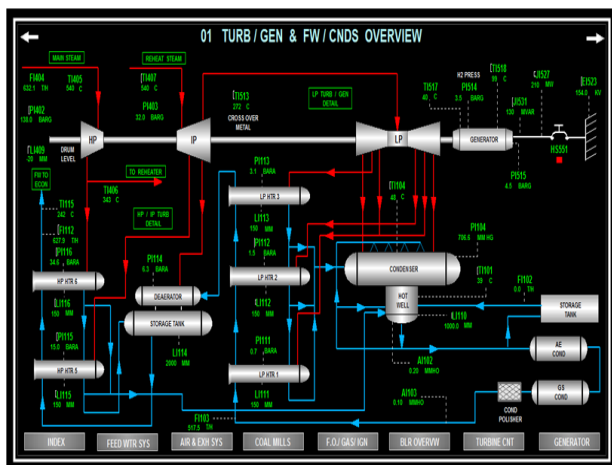 01 TURB / GEN & FW / CNDS OVERVIEW
MAIN STEAM
REHEAT STEAM
FI404
632.1 T/H
TI405
540 C
TI407
540 C
PI402
138.0 BARG
PI403
32.0 BARG
TI513
272 C
CROSS OVER
METAL
LP TURB / GEN
DETAIL
TI517
40 C
H2 PRESS
PI514
3.5 BARG
TI518
99 C
JI527
210 MW
EI523
154.0 KV
JI531
130 MVAR
HS551
LI409
-20 MM
DRUM
LEVEL
HP
IP
LP
GENERATOR
PI515
4.5 BARG
FW TO
ECON
TO REHEATER
TI406
343 C
TI115
242 C
FI112
627.9 T/H
PI116
34.6 BARG
HP / IP TURB
DETAIL
PI113
3.1 BARA
LP HTR 3
LI113
150 MM
TI104
40 C
PI104
706.6 MM HG
PI114
6.3 BARA
PI112
1.5 BARA
CONDENSER
TI101
39 C
FI102
0.0 T/H
HP HTR 6
LI116
150 MM
DEAERATOR
STORAGE TANK
LP HTR 2
LI112
150 MM
HOT
WELL
LI110
1000.0 MM
STORAGE
TANK
PI115
15.0 BARG
LI114
2000 MM
PI111
0.7 BARA
AI102
0.20 MMHO
AE
COND
HP HTR 5
LI115
150 MM
LP HTR 1
LI111
150 MM
AI103
0.10 MMHO
GS
COND
COND
POLISHER
FI103
517.5 T/H
INDEX
FEED WTR SYS
AIR & EXH SYS
COAL MILLS
F.O./ GAS/ IGN
BLR OVERVW
TURBINE CNT
GENERATOR